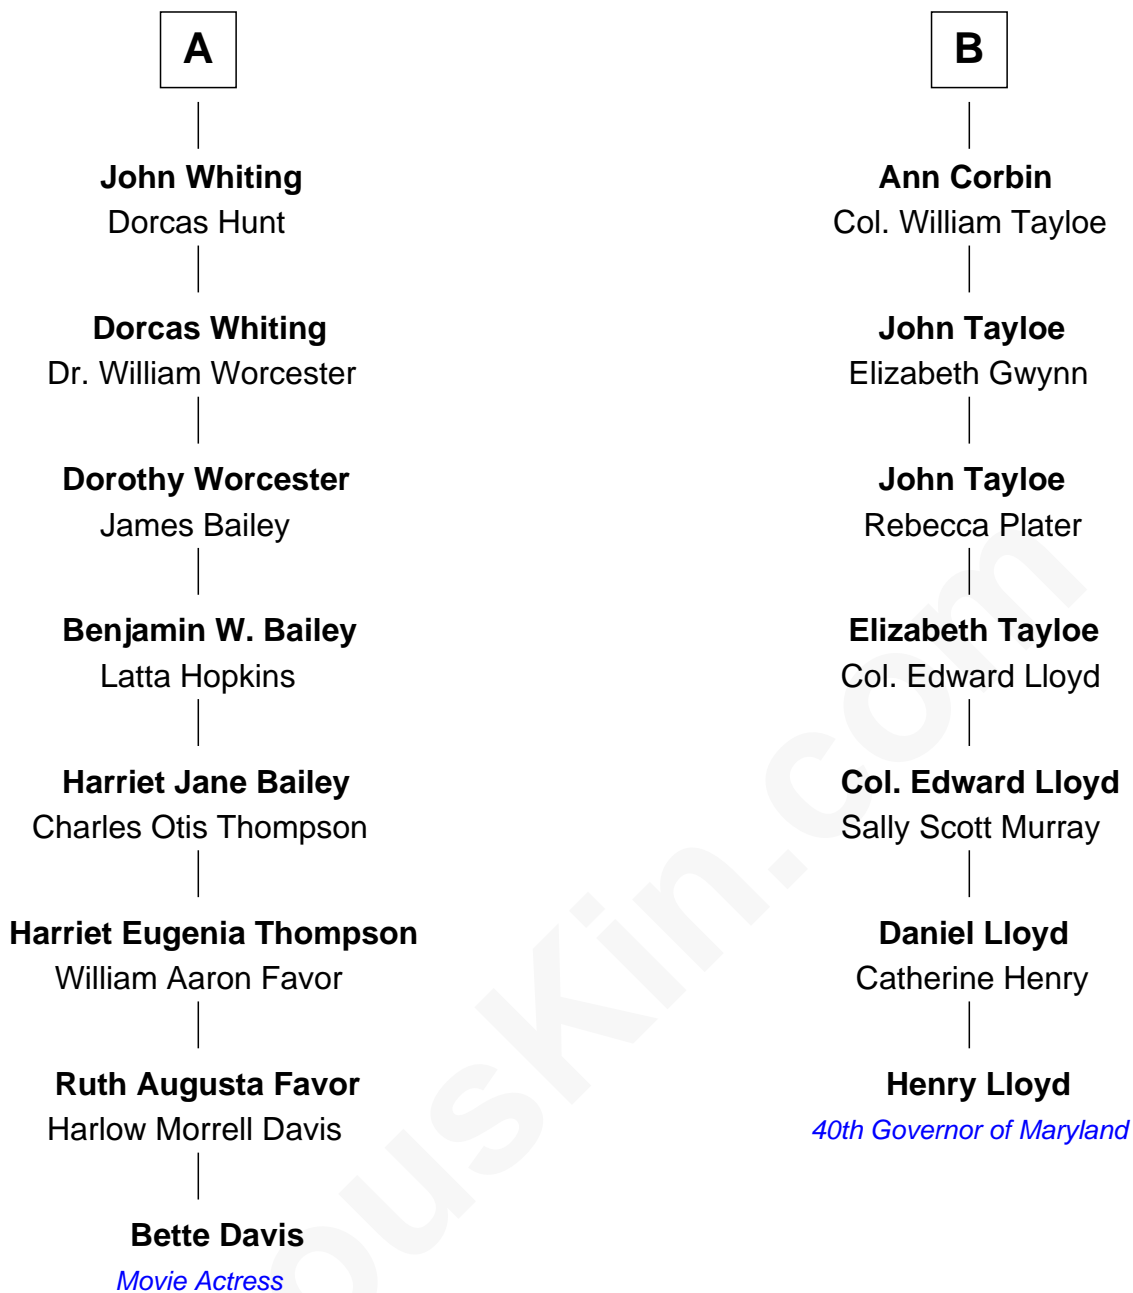 A
John Whiting
Dorcas Hunt
Dorcas Whiting
Dr. William Worcester
Dorothy Worcester
James Bailey
Benjamin W. Bailey
Latta Hopkins
Harriet Jane Bailey
Charles Otis Thompson
Harriet Eugenia Thompson
William Aaron Favor
Ruth Augusta Favor
Harlow Morrell Davis
Bette Davis
Movie Actress
B
Ann Corbin
Col. William Tayloe
John Tayloe
Elizabeth Gwynn
John Tayloe
Rebecca Plater
Elizabeth Tayloe
Col. Edward Lloyd
Col. Edward Lloyd
Sally Scott Murray
Daniel Lloyd
Catherine Henry
Henry Lloyd
40th Governor of Maryland
ousKin.com